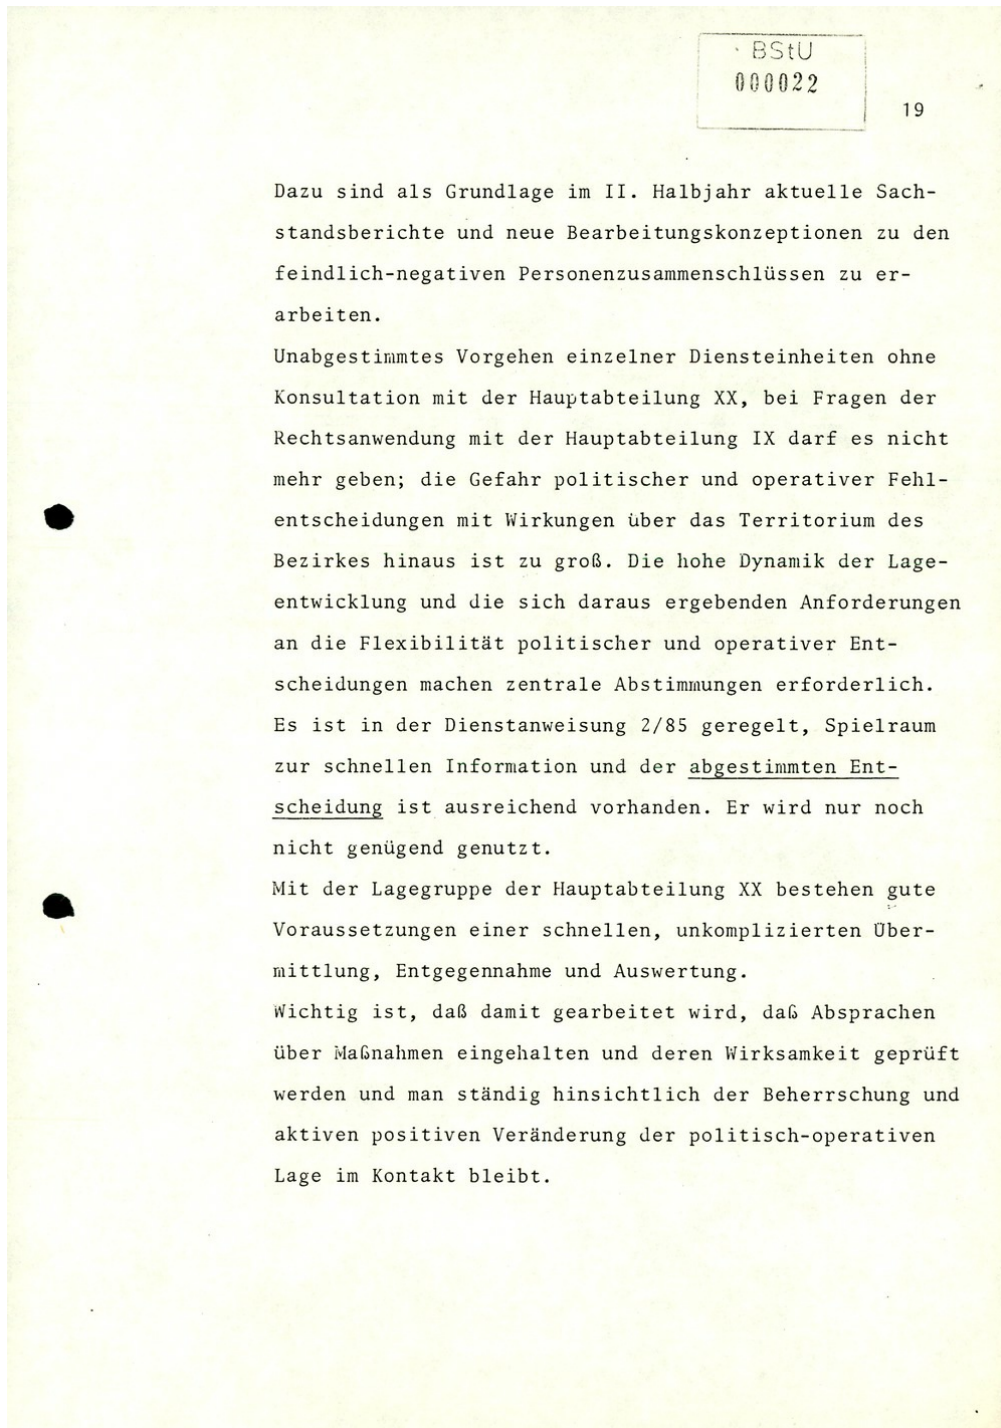 BStU
000022
19
Dazu sind als Grundlage im II. Halbjahr aktuelle Sach-
standsberichte und neue Bearbeitungskonzeptionen zu den
feindlich-negativen Personenzusammenschlüssen zu er-
arbeiten.
Unabgestimmtes Vorgehen einzelner Diensteinheiten ohne
Konsultation mit der Hauptabteilung XX, bei Fragen der
Rechtsanwendung mit der Hauptabteilung IX darf es nicht
mehr geben; die Gefahr politischer und operativer Fehl-
entscheidungen mit Wirkungen über das Territorium des
Bezirkes hinaus ist zu groß. Die hohe Dynamik der Lage-
entwicklung und die sich daraus ergebenden Anforderungen
an die Flexibilität politischer und operativer Ent-
scheidungen machen zentrale Abstimmungen erforderlich.
Es ist in der Dienstanweisung 2/85 geregelt, Spielraum
zur schnellen Information und der abgestimmten Ent-
scheidung ist ausreichend vorhanden. Er wird nur noch
nicht genügend genutzt.
Mit der Lagegruppe der Hauptabteilung XX bestehen gute
Voraussetzungen einer schnellen, unkomplizierten Über-
mittlung, Entgegennahme und Auswertung.
Wichtig ist, daß damit gearbeitet wird, daß Absprachen
über Maßnahmen eingehalten und deren Wirksamkeit geprüft
werden und man ständig hinsichtlich der Beherrschung und
aktiven positiven Veränderung der politisch-operativen
Lage im Kontakt bleibt.